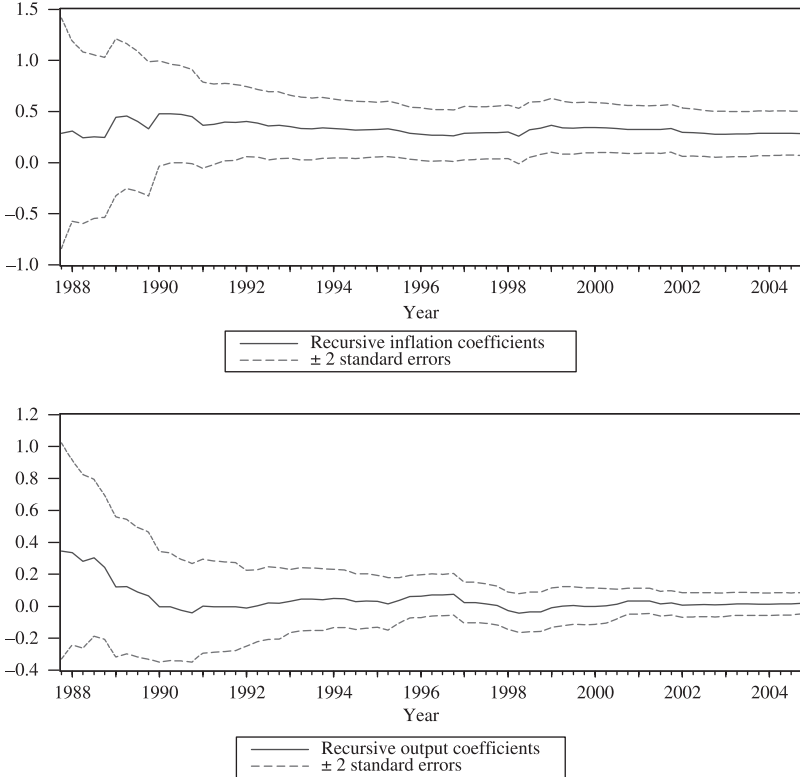 1.5
1.0
0.5
0.0
–0.5
–1.0
1988 1990 1992 1994 1996 1998 2000 2002 2004
Year
Recursive inflation coefficients
± 2 standard errors
1.2
1.0
0.8
0.6
0.4
0.2
0.0
–0.2
–0.4
1988 1990 1992 1994 1996 1998 2000 2002 2004
Year
Recursive output coefficients
± 2 standard errors